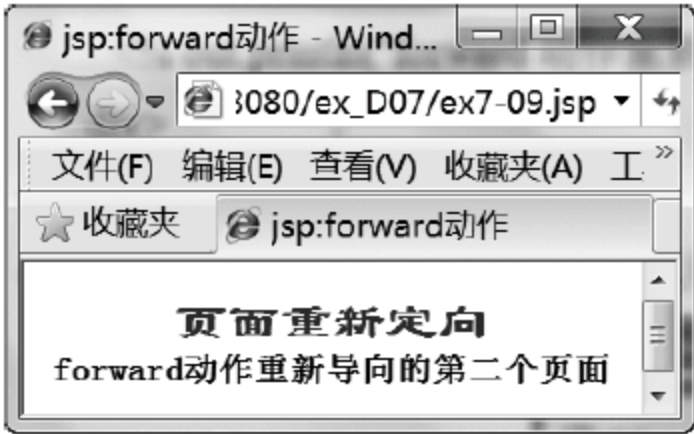 jsp:forward动作 - Wind...
3080/ex_D07/ex7-09.jsp
文件(F) 编辑(E) 查看(V) 收藏夹(A) 工
收藏夹 jsp:forward动作
页面重新定向
forward动作重新导向的第二个页面